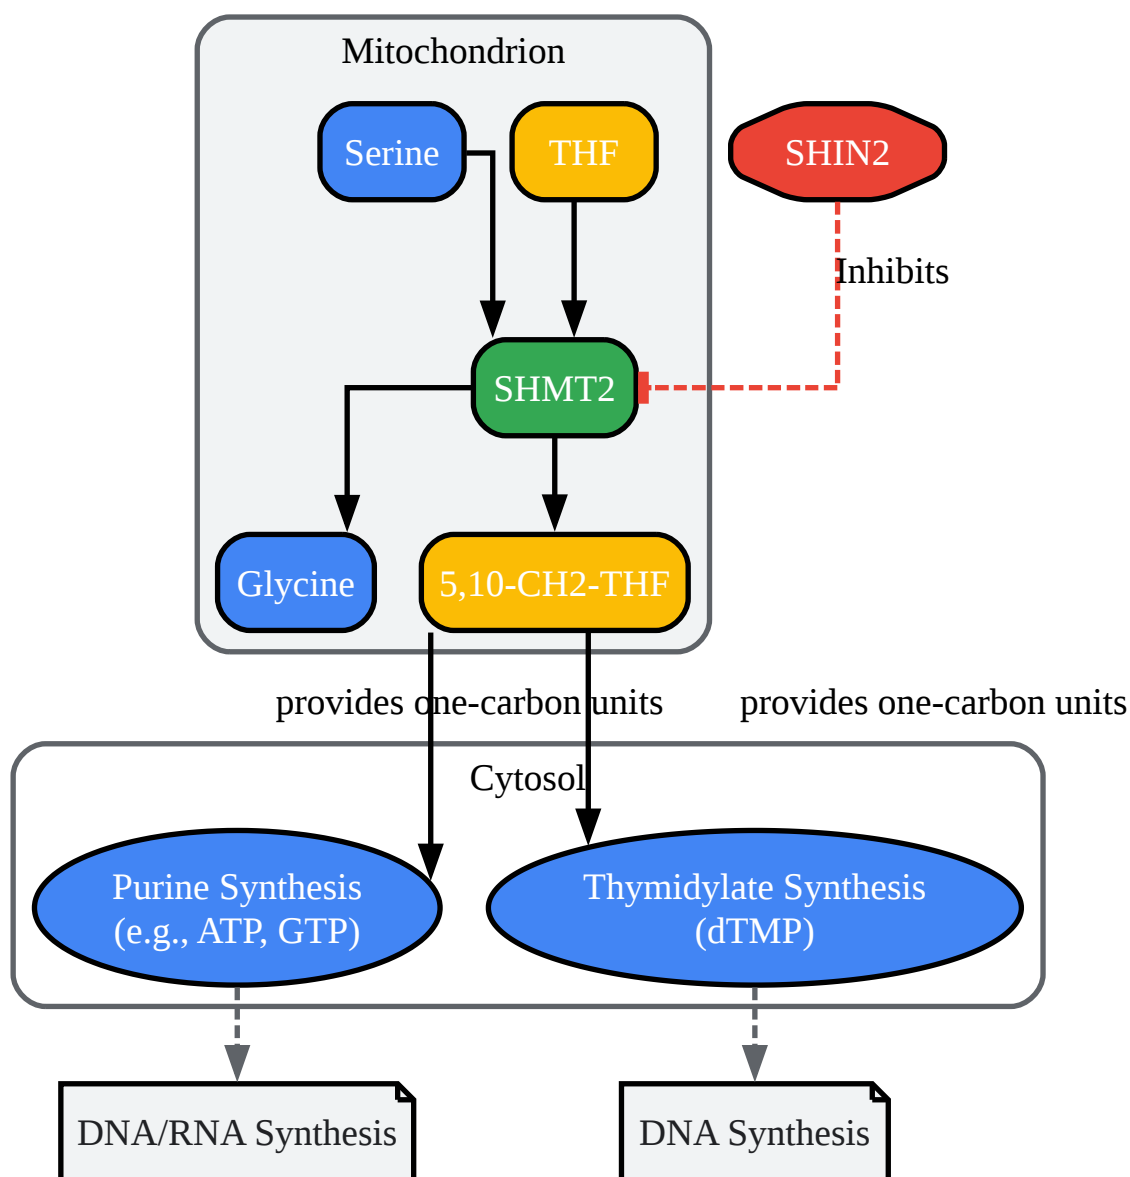 Mitochondrion
Serine
THF
SHIN2
Inhibits
SHMT2
Glycine
5,10-CH2-THF
provides one-carbon units
provides one-carbon units
Cytosol
Purine Synthesis
(e.g., ATP, GTP)
Thymidylate Synthesis
(dTMP)
DNA/RNA Synthesis
DNA Synthesis